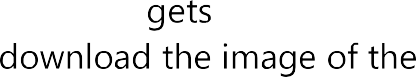 gets
download the image of the